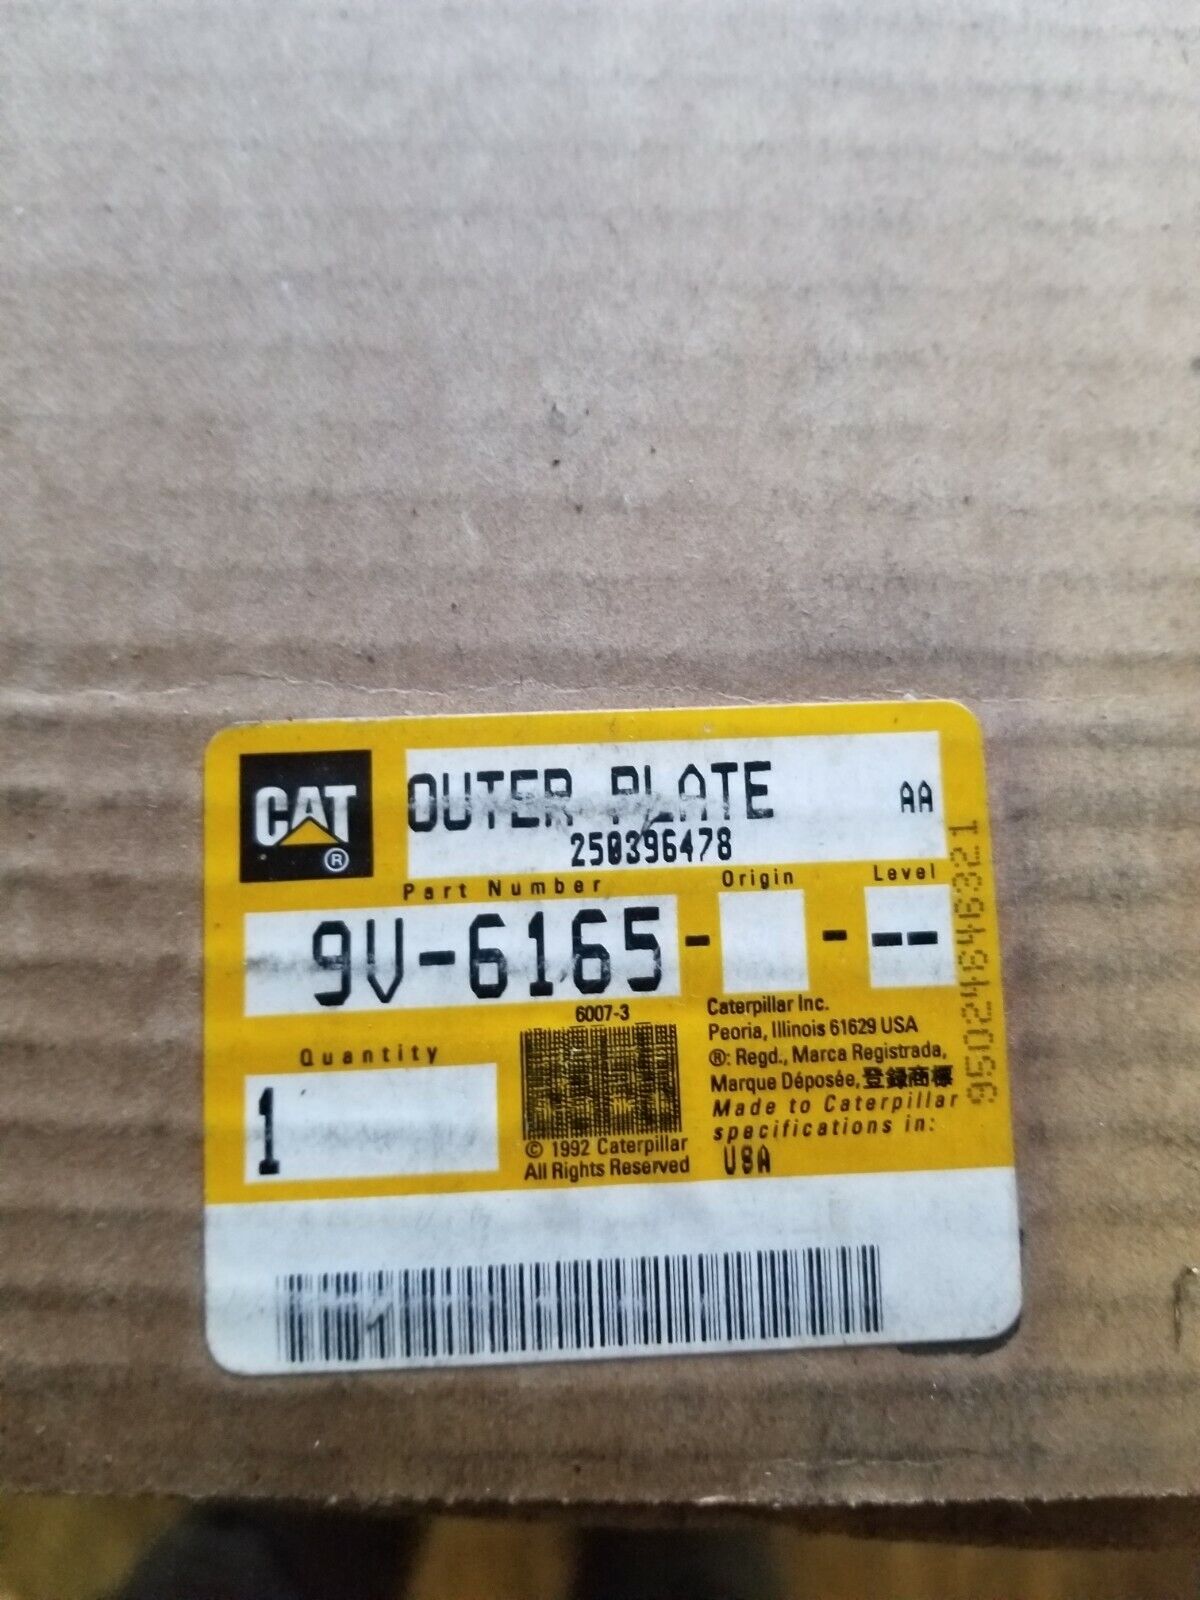 CAT
®
OUTER PLATE AA
250396478
Part Number Origin Level
9V-6165- - --
6007-3
Quantity
1
© 1992 Caterpillar
All Rights Reserved
Caterpillar Inc.
Peoria, Illinois 61629 USA
®: Regd., Marca Registrada,
Marque Déposée, 登録商標
Made to Caterpillar
specifications in:
USA